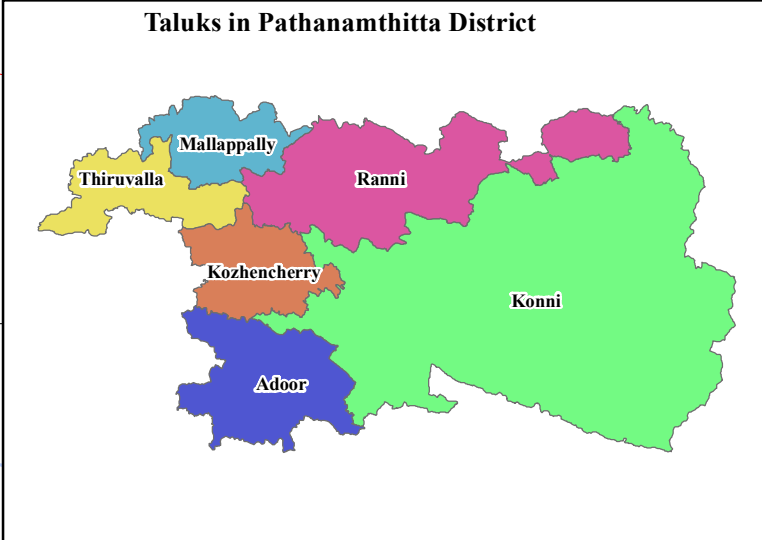 Taluks in Pathanamthitta District
Mallappally
Thiruvalla
Ranni
Kozhencherry
Konni
Adoor